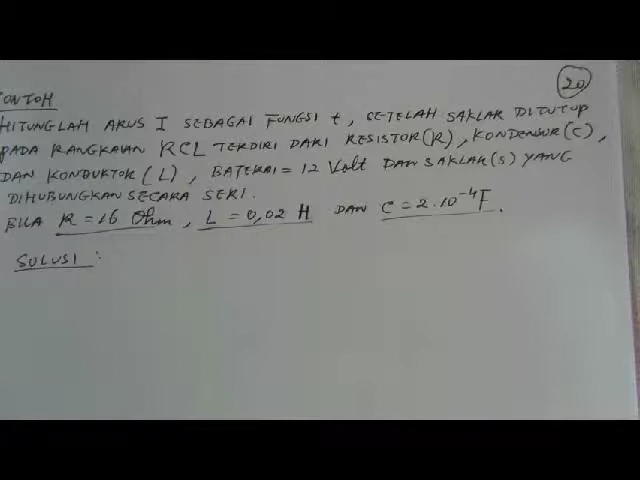 20
CONTOH
HITUNGLAH ARUS I SEBAGAI FUNGSI t, SETELAH SAKLAR DITUTUP
PADA RANGKAIAN RCL TERDIRI DARI RESISTOR (R), KONDENSOR (C),
DAN KONDUKTOR (L), BATERAI = 12 Volt DAN SAKLAR (S) YANG
DIHUBUNGKAN SECARA SERI.
BILA R = 16 Ohm, L = 0,02 H DAN C = 2.10⁻⁴F.
SOLUSI :